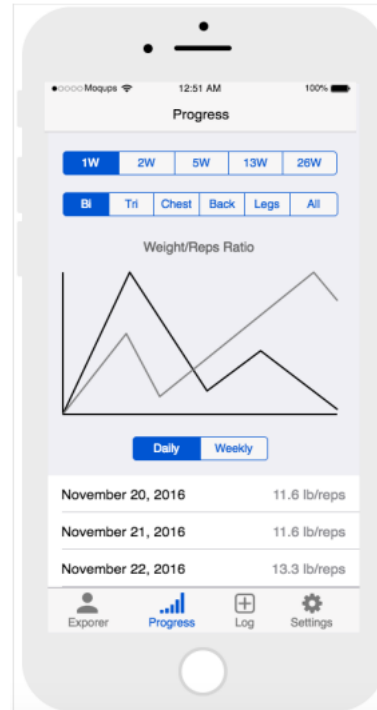 Moqups 12:51 AM 100%
Progress
1W 2W 5W 13W 26W
Bi Tri Chest Back Legs All
Weight/Reps Ratio
Daily Weekly
November 20, 2016 11.6 lb/reps
November 21, 2016 11.6 lb/reps
November 22, 2016 13.3 lb/reps
Exporer Progress Log Settings